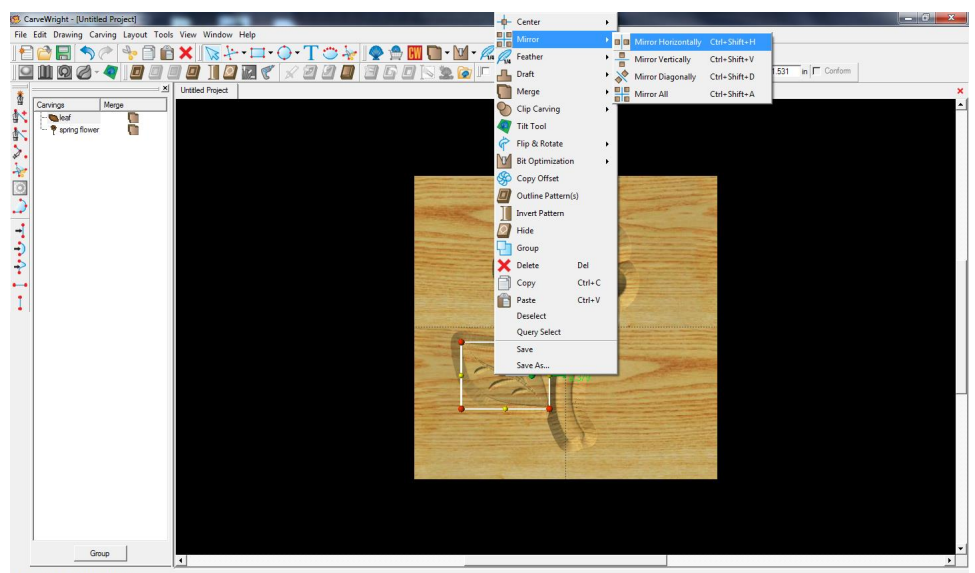 CarveWright - [Untitled Project]
File Edit Drawing Carving Layout Tools View Window Help
1.531 in Conform
Untitled Project
Carvings Merge
leaf
spring flower
Group
Center
Mirror
Feather
Draft
Merge
Clip Carving
Tilt Tool
Flip & Rotate
Bit Optimization
Copy Offset
Outline Pattern(s)
Invert Pattern
Hide
Group
Delete Del
Copy Ctrl+C
Paste Ctrl+V
Deselect
Query Select
Save
Save As...
Mirror Horizontally Ctrl+Shift+H
Mirror Vertically Ctrl+Shift+V
Mirror Diagonally Ctrl+Shift+D
Mirror All Ctrl+Shift+A